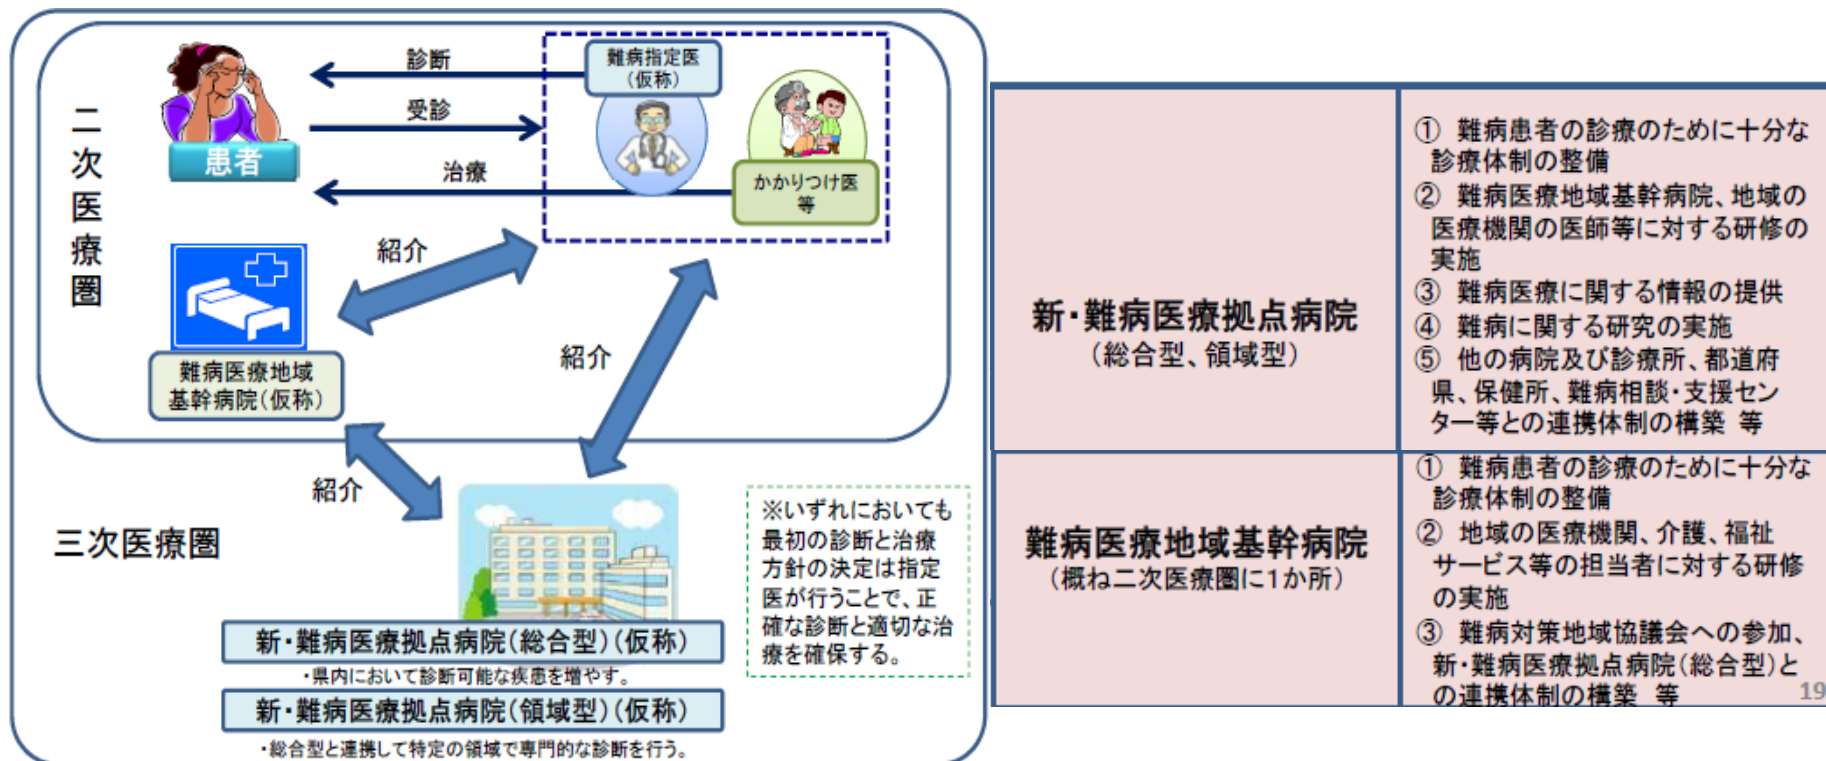 二次医療圏
診断
受診
治療
患者
難病指定医
(仮称)
かかりつけ医
等
紹介
難病医療地域
基幹病院(仮称)
紹介
紹介
三次医療圏
※いずれにおいても
最初の診断と治療
方針の決定は指定
医が行うことで、正
確な診断と適切な治
療を確保する。
新・難病医療拠点病院(総合型)(仮称)
・県内において診断可能な疾患を増やす。
新・難病医療拠点病院(領域型)(仮称)
・総合型と連携して特定の領域で専門的な診断を行う。
新・難病医療拠点病院
(総合型、領域型)
① 難病患者の診療のために十分な
診療体制の整備
② 難病医療地域基幹病院、地域の
医療機関の医師等に対する研修の
実施
③ 難病医療に関する情報の提供
④ 難病に関する研究の実施
⑤ 他の病院及び診療所、都道府
県、保健所、難病相談・支援セン
ター等との連携体制の構築 等
難病医療地域基幹病院
(概ね二次医療圏に1か所)
① 難病患者の診療のために十分な
診療体制の整備
② 地域の医療機関、介護、福祉
サービス等の担当者に対する研修
の実施
③ 難病対策地域協議会への参加、
新・難病医療拠点病院(総合型)と
の連携体制の構築 等
19